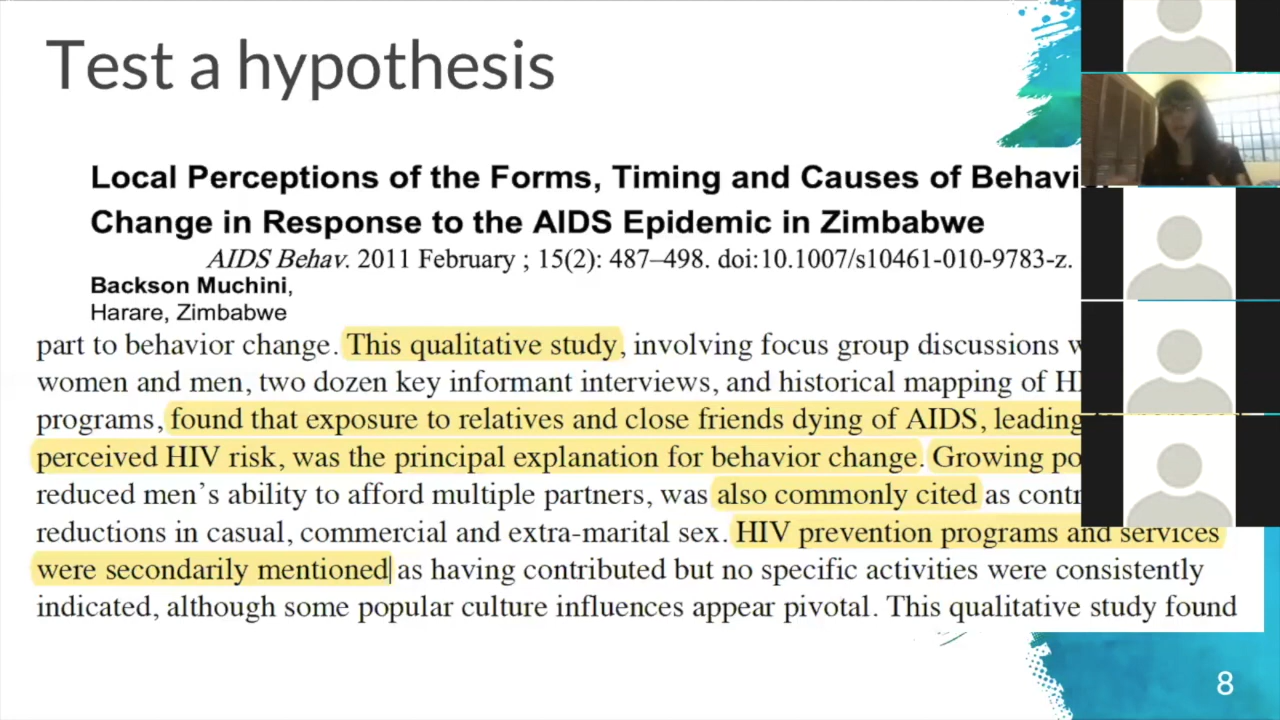 Test a hypothesis
Local Perceptions of the Forms, Timing and Causes of
Change in Response to the AIDS Epidemic in Zimbabwe
AIDS Behav. 2011 February ; 15(2): 487–498. doi:10.1007/s10461-010-9783-z.
Backson Muchini,
Harare, Zimbabwe
part to behavior change. This qualitative study, involving focus group discussions
women and men, two dozen key informant interviews, and historical mapping of
programs, found that exposure to relatives and close friends dying of AIDS, leading
perceived HIV risk, was the principal explanation for behavior change. Growing
reduced men’s ability to afford multiple partners, was also commonly cited as
reductions in casual, commercial and extra-marital sex. HIV prevention programs and services
were secondarily mentioned as having contributed but no specific activities were consistently
indicated, although some popular culture influences appear pivotal. This qualitative study found
8